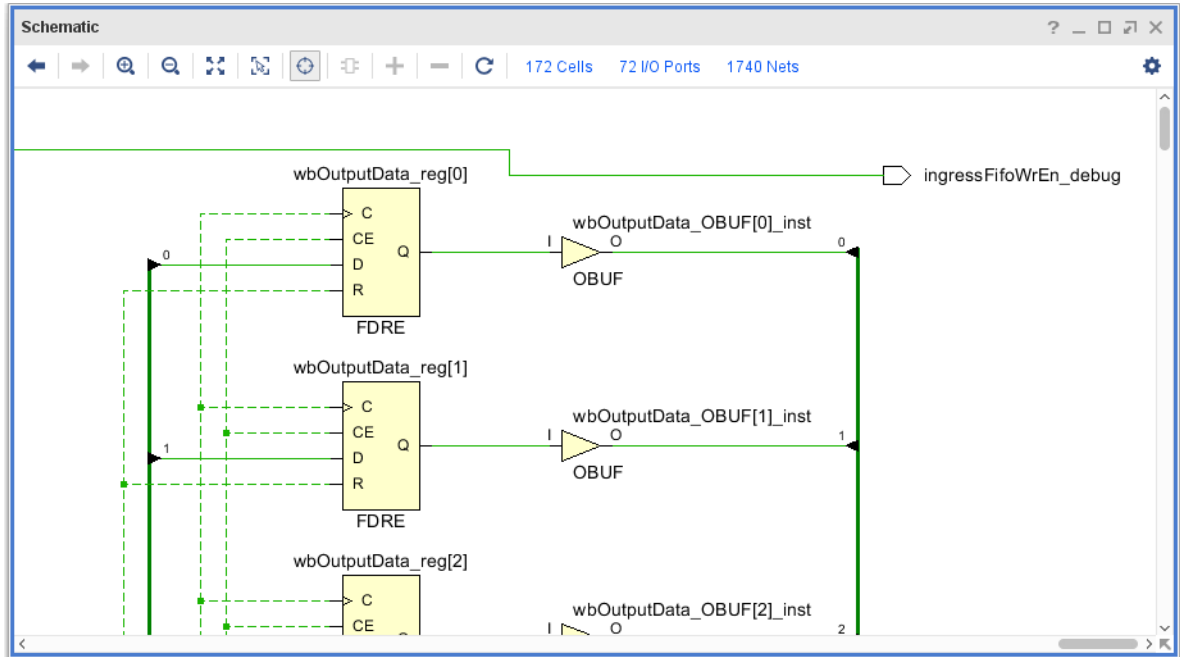 Schematic
172 Cells 72 I/O Ports 1740 Nets
ingressFifoWrEn_debug
wbOutputData_reg[0]
C
CE
D
R
Q
FDRE
0
wbOutputData_OBUF[0]_inst
I
O
OBUF
0
wbOutputData_reg[1]
C
CE
D
R
Q
FDRE
1
wbOutputData_OBUF[1]_inst
I
O
OBUF
1
wbOutputData_reg[2]
C
CE
wbOutputData_OBUF[2]_inst
I
O
2